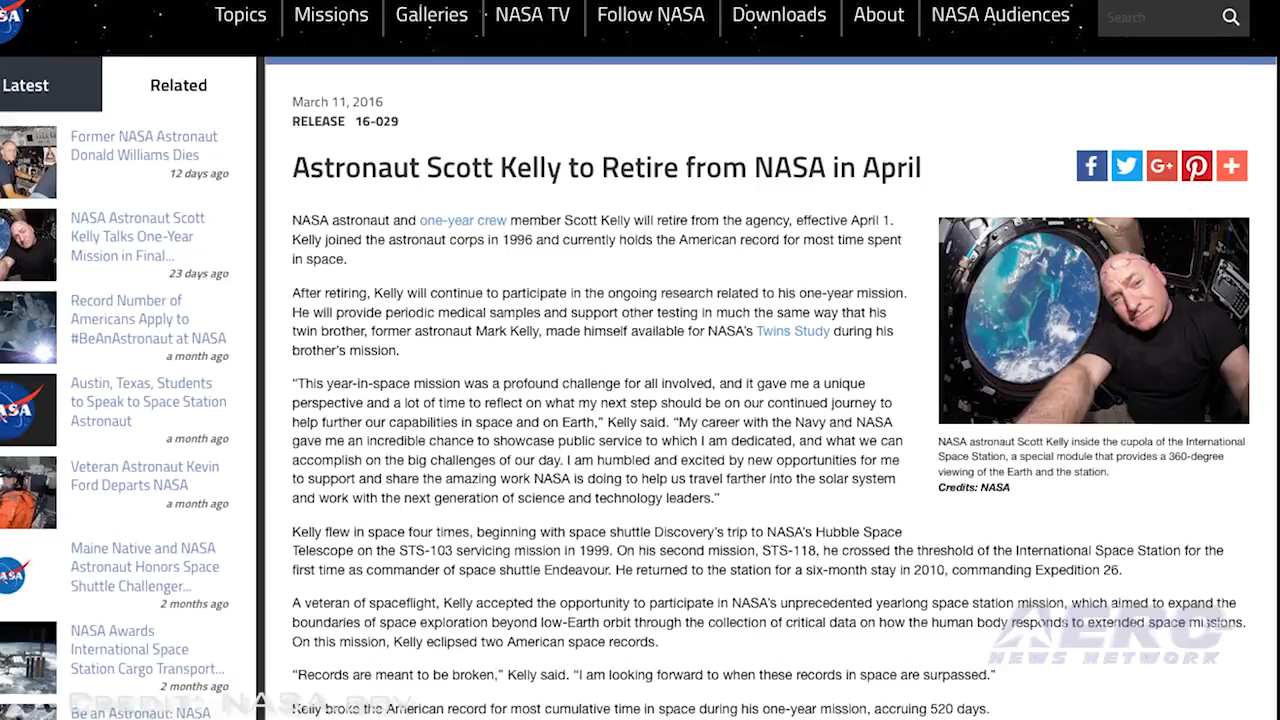 Topics Missions Galleries NASA TV Follow NASA Downloads About NASA Audiences Search
Latest Related
Former NASA Astronaut
Donald Williams Dies
12 days ago
NASA Astronaut Scott
Kelly Talks One-Year
Mission in Final...
23 days ago
Record Number of
Americans Apply to
#BeAnAstronaut at NASA
a month ago
Austin, Texas, Students
to Speak to Space Station
Astronaut
a month ago
Veteran Astronaut Kevin
Ford Departs NASA
a month ago
Maine Native and NASA
Astronaut Honors Space
Shuttle Challenger...
2 months ago
NASA Awards
International Space
Station Cargo Transport...
2 months ago
Be an Astronaut: NASA
March 11, 2016
RELEASE 16-029
Astronaut Scott Kelly to Retire from NASA in April
NASA astronaut and one-year crew member Scott Kelly will retire from the agency, effective April 1.
Kelly joined the astronaut corps in 1996 and currently holds the American record for most time spent
in space.
After retiring, Kelly will continue to participate in the ongoing research related to his one-year mission.
He will provide periodic medical samples and support other testing in much the same way that his
twin brother, former astronaut Mark Kelly, made himself available for NASA's Twins Study during his
brother's mission.
“This year-in-space mission was a profound challenge for all involved, and it gave me a unique
perspective and a lot of time to reflect on what my next step should be on our continued journey to
help further our capabilities in space and on Earth,” Kelly said. “My career with the Navy and NASA
gave me an incredible chance to showcase public service to which I am dedicated, and what we can
accomplish on the big challenges of our day. I am humbled and excited by new opportunities for me
to support and share the amazing work NASA is doing to help us travel farther into the solar system
and work with the next generation of science and technology leaders.”
NASA astronaut Scott Kelly inside the cupola of the International
Space Station, a special module that provides a 360-degree
viewing of the Earth and the station.
Credits: NASA
Kelly flew in space four times, beginning with space shuttle Discovery's trip to NASA's Hubble Space
Telescope on the STS-103 servicing mission in 1999. On his second mission, STS-118, he crossed the threshold of the International Space Station for the
first time as commander of space shuttle Endeavour. He returned to the station for a six-month stay in 2010, commanding Expedition 26.
A veteran of spaceflight, Kelly accepted the opportunity to participate in NASA's unprecedented yearlong space station mission, which aimed to expand the
boundaries of space exploration beyond low-Earth orbit through the collection of critical data on how the human body responds to extended space missions.
On this mission, Kelly eclipsed two American space records.
“Records are meant to be broken,” Kelly said. “I am looking forward to when these records in space are surpassed.”
Kelly broke the American record for most cumulative time in space during his one-year mission, accruing 520 days.
AERO
NEWS NETWORK
Credit: NASA.gov